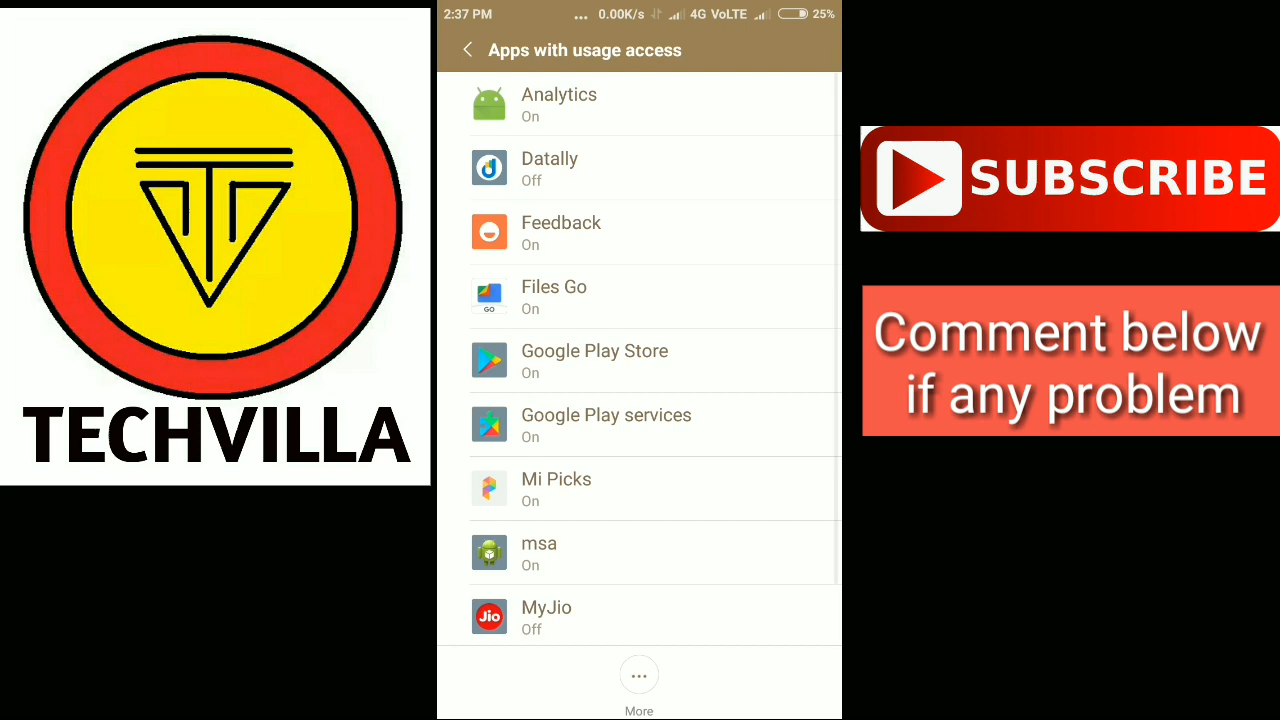 TECHVILLA
2:37 PM ... 0.00K/s 4G VoLTE 25%
Apps with usage access
Analytics
On
Datally
Off
Feedback
On
Files Go
On
GO
Google Play Store
On
Google Play services
On
Mi Picks
On
msa
On
Jio
MyJio
Off
More
SUBSCRIBE
Comment below
if any problem